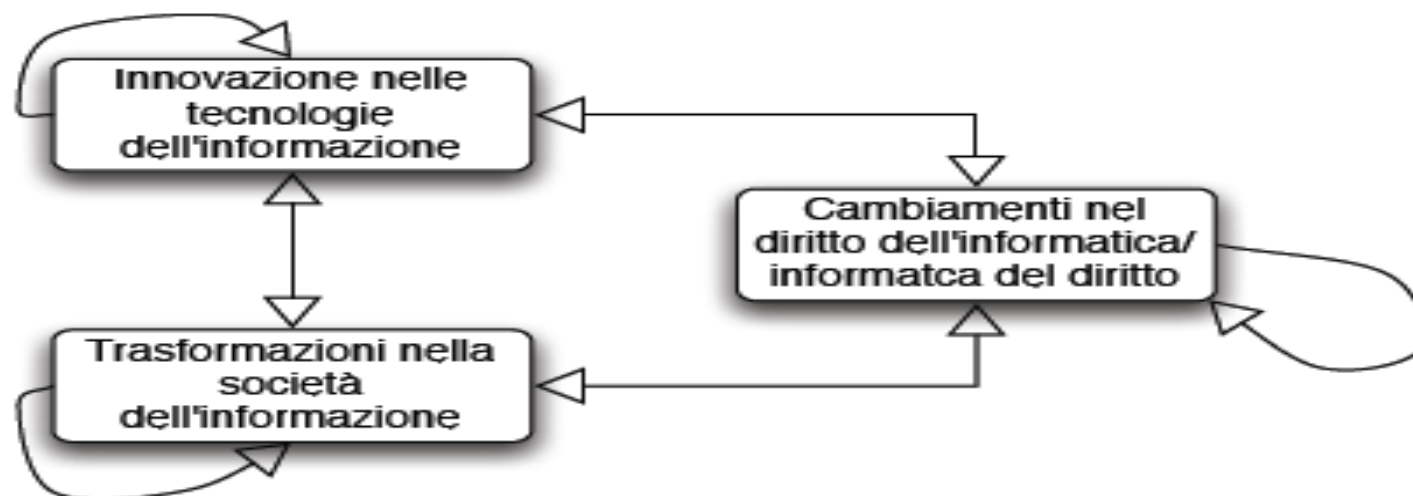 Innovazione nelle
tecnologie
dell'informazione
Cambiamenti nel
diritto dell'informatica/
informatca del diritto
Trasformazioni nella
società
dell'informazione